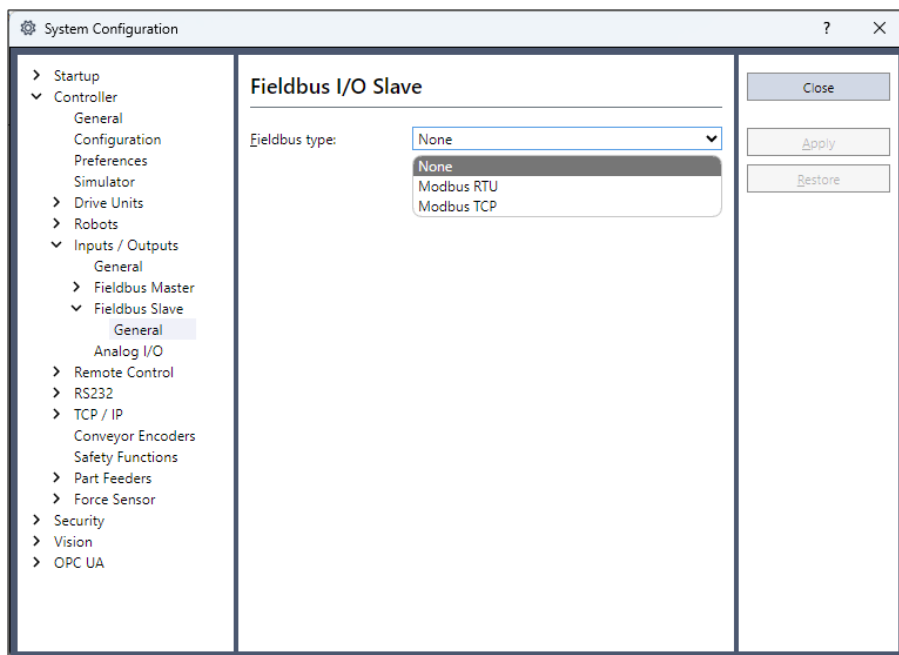 System Configuration
?
Startup
Controller
General
Configuration
Preferences
Simulator
Drive Units
Robots
Inputs / Outputs
General
Fieldbus Master
Fieldbus Slave
General
Analog I/O
Remote Control
RS232
TCP / IP
Conveyor Encoders
Safety Functions
Part Feeders
Force Sensor
Security
Vision
OPC UA
Fieldbus I/O Slave
Fieldbus type: None
None
Modbus RTU
Modbus TCP
Close
Apply
Restore